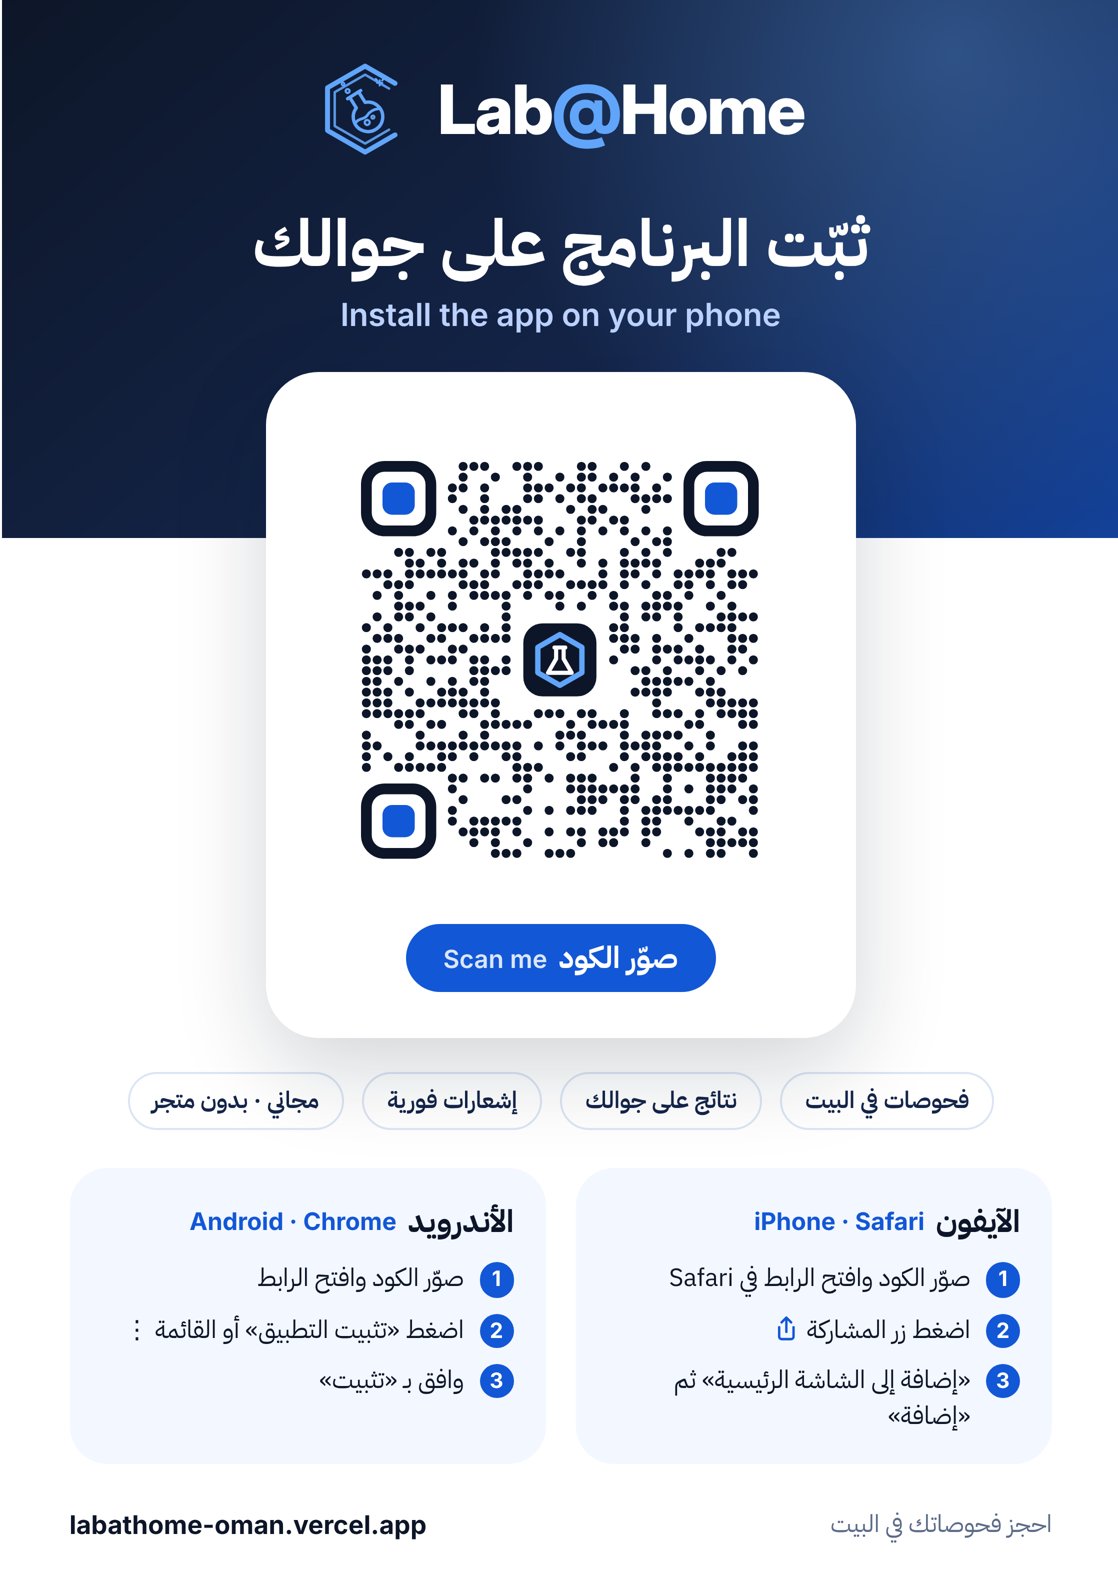 Lab@Home
ثبّت البرنامج على جوالك
Install the app on your phone
صوّر الكود Scan me
فحوصات في البيت
نتائج على جوالك
إشعارات فورية
مجاني · بدون متجر
الآيفون iPhone · Safari
1 صوّر الكود وافتح الرابط في Safari
2 اضغط زر المشاركة
3 «إضافة إلى الشاشة الرئيسية» ثم
«إضافة»
الأندرويد Android · Chrome
1 صوّر الكود وافتح الرابط
2 اضغط «تثبيت التطبيق» أو القائمة ⋮
3 وافق بـ «تثبيت»
احجز فحوصاتك في البيت
labathome-oman.vercel.app